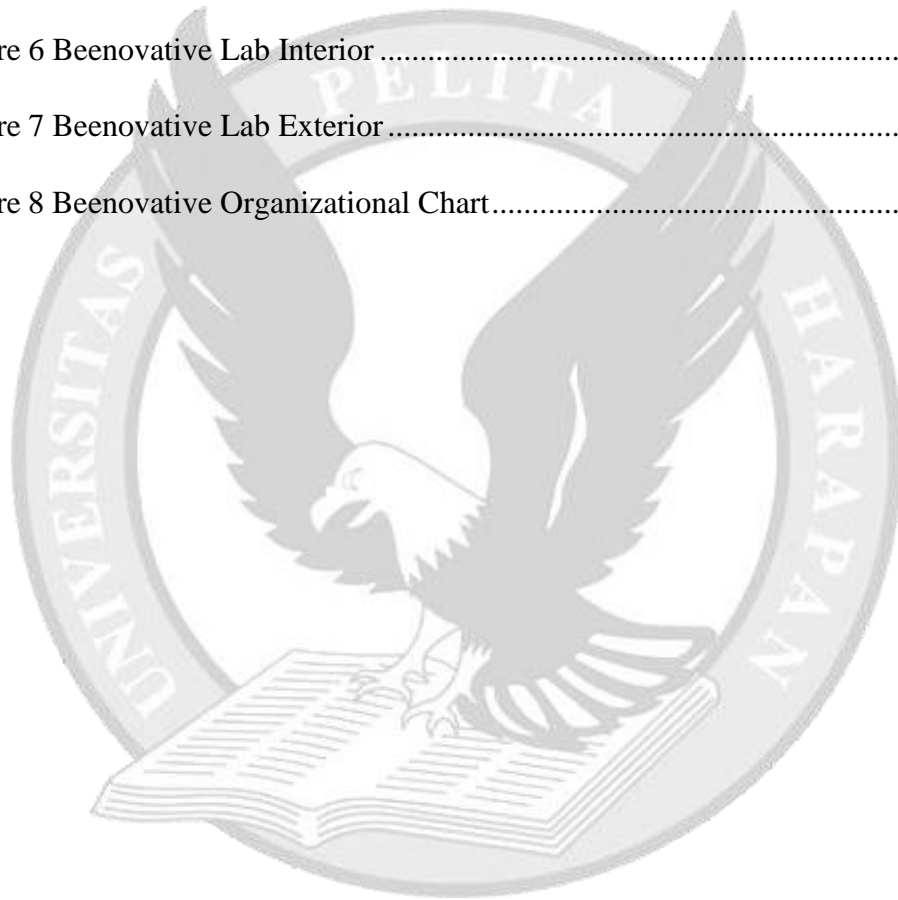 re 6 Beenovative Lab Interior ..................................................................
re 7 Beenovative Lab Exterior .................................................................
re 8 Beenovative Organizational Chart ....................................................
UNIVERSITAS PELITA HARAPAN